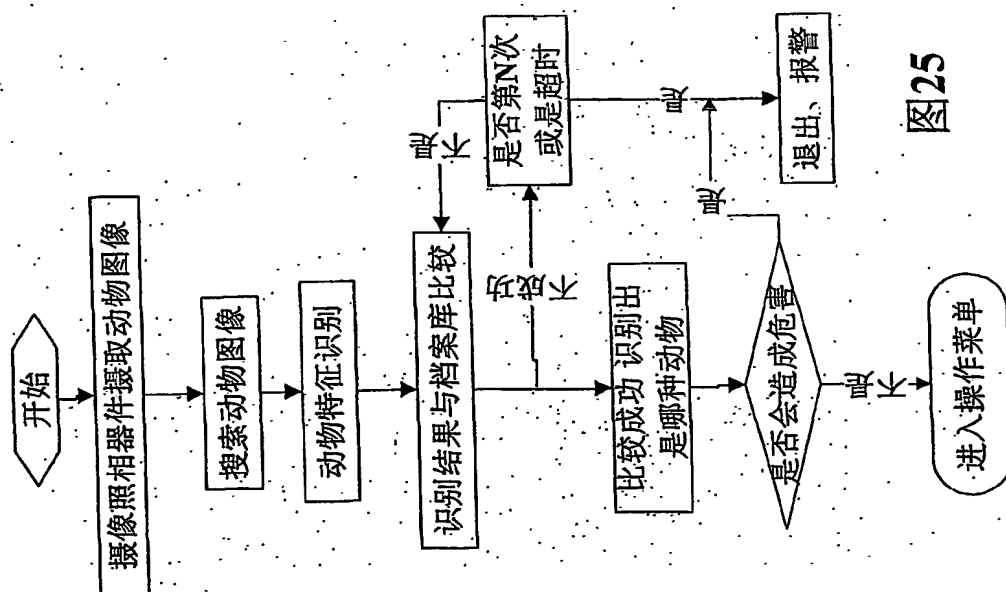 开始
摄像照相器件摄取动物图像
搜索动物图像
动物特征识别
识别结果与档案库比较
不是
是否第N次
或是超时
不成功
比较成功 识别出
是哪种动物
是
是否会造成危害
是
退出、报警
不是
进入操作菜单
图25